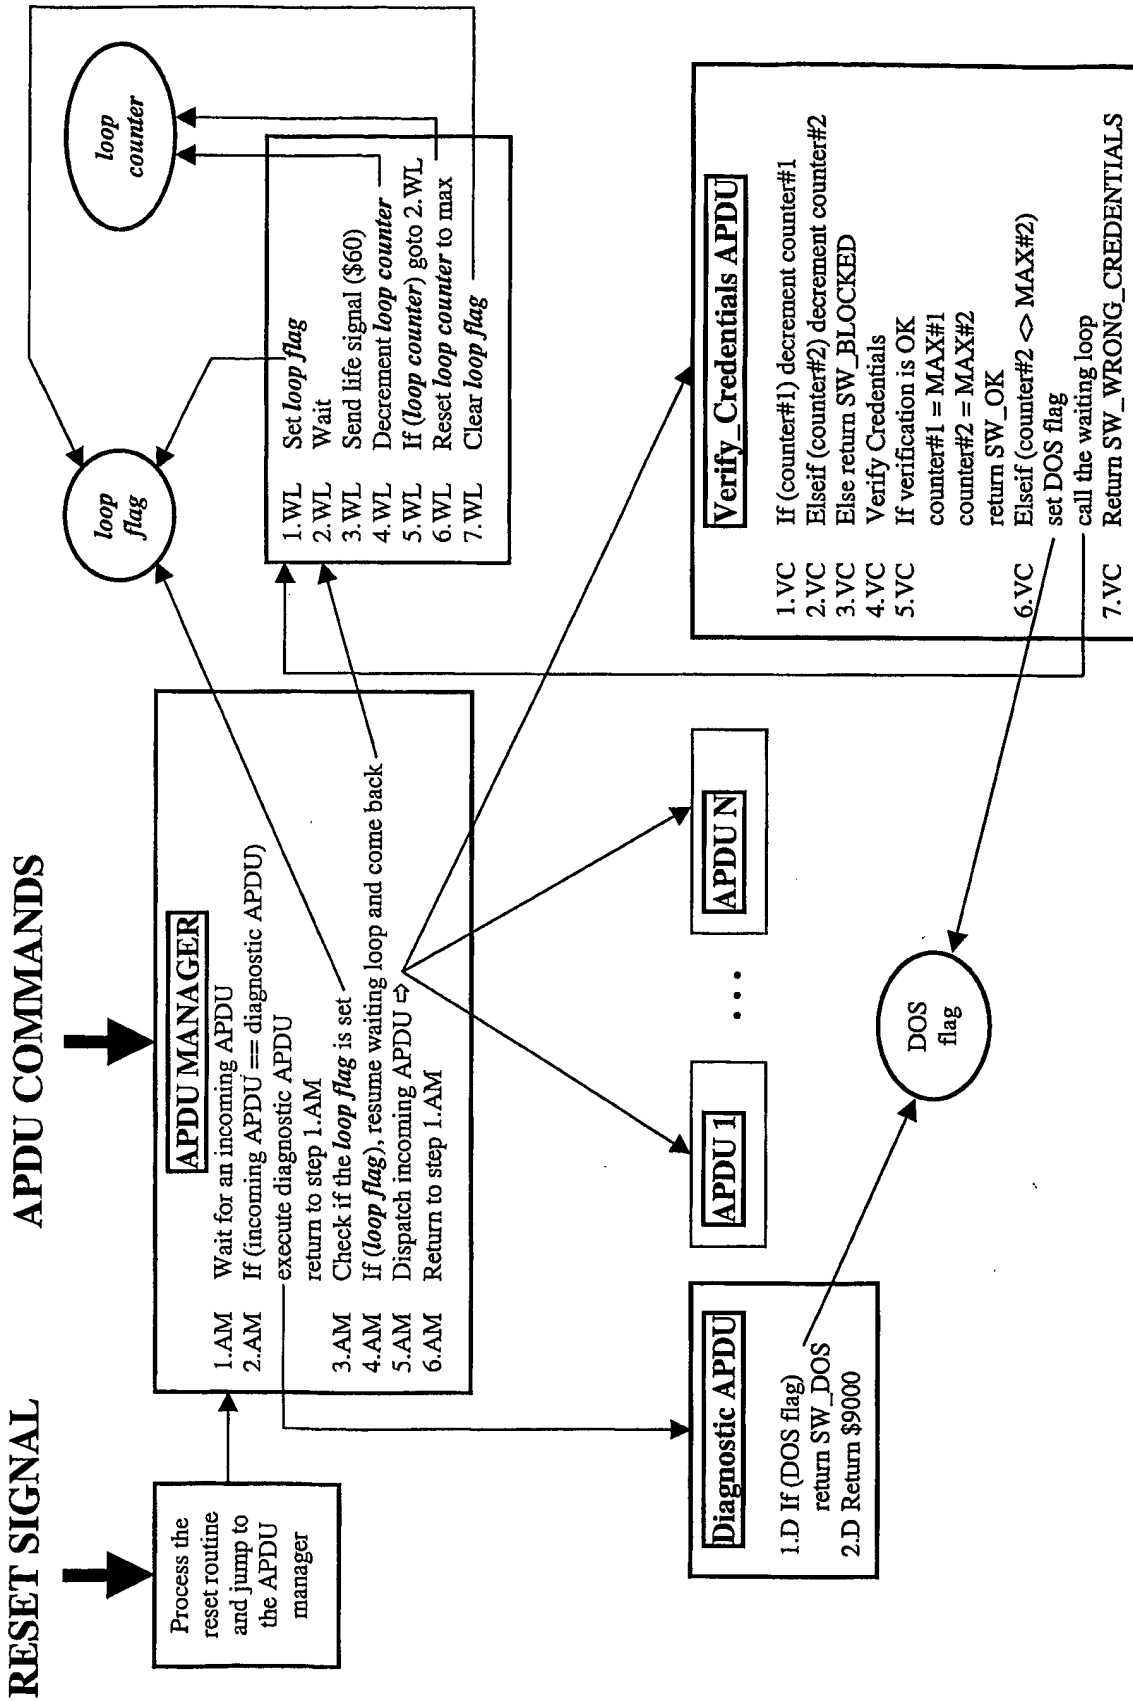 RESET SIGNAL
APDU COMMANDS
Process the
reset routine
and jump to
the APDU
manager
APDU MANAGER
1.AM Wait for an incoming APDU
2.AM If (incoming APDU == diagnostic APDU)
execute diagnostic APDU
return to step 1.AM
3.AM Check if the loop flag is set
4.AM If (loop flag), resume waiting loop and come back
5.AM Dispatch incoming APDU ⇨
6.AM Return to step 1.AM
loop
flag
loop
counter
1.WL Set loop flag
2.WL Wait
3.WL Send life signal ($60)
4.WL Decrement loop counter
5.WL If (loop counter) goto 2.WL
6.WL Reset loop counter to max
7.WL Clear loop flag
Diagnostic APDU
1.D If (DOS flag)
return SW_DOS
2.D Return $9000
APDU 1
...
APDU N
DOS
flag
Verify_Credentials APDU
1.VC If (counter#1) decrement counter#1
2.VC Elseif (counter#2) decrement counter#2
3.VC Else return SW_BLOCKED
4.VC Verify Credentials
5.VC If verification is OK
counter#1 = MAX#1
counter#2 = MAX#2
return SW_OK
6.VC Elseif (counter#2 <> MAX#2)
set DOS flag
call the waiting loop
7.VC Return SW_WRONG_CREDENTIALS